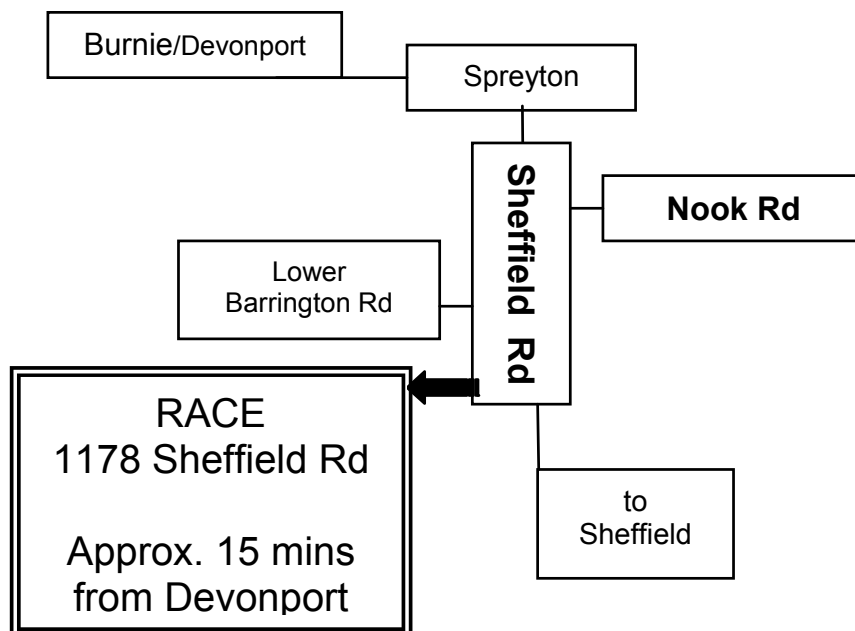 Burnie/Devonport
Spreyton
Sheffield Rd
Nook Rd
Lower
Barrington Rd
RACE
1178 Sheffield Rd
Approx. 15 mins
from Devonport
to
Sheffield